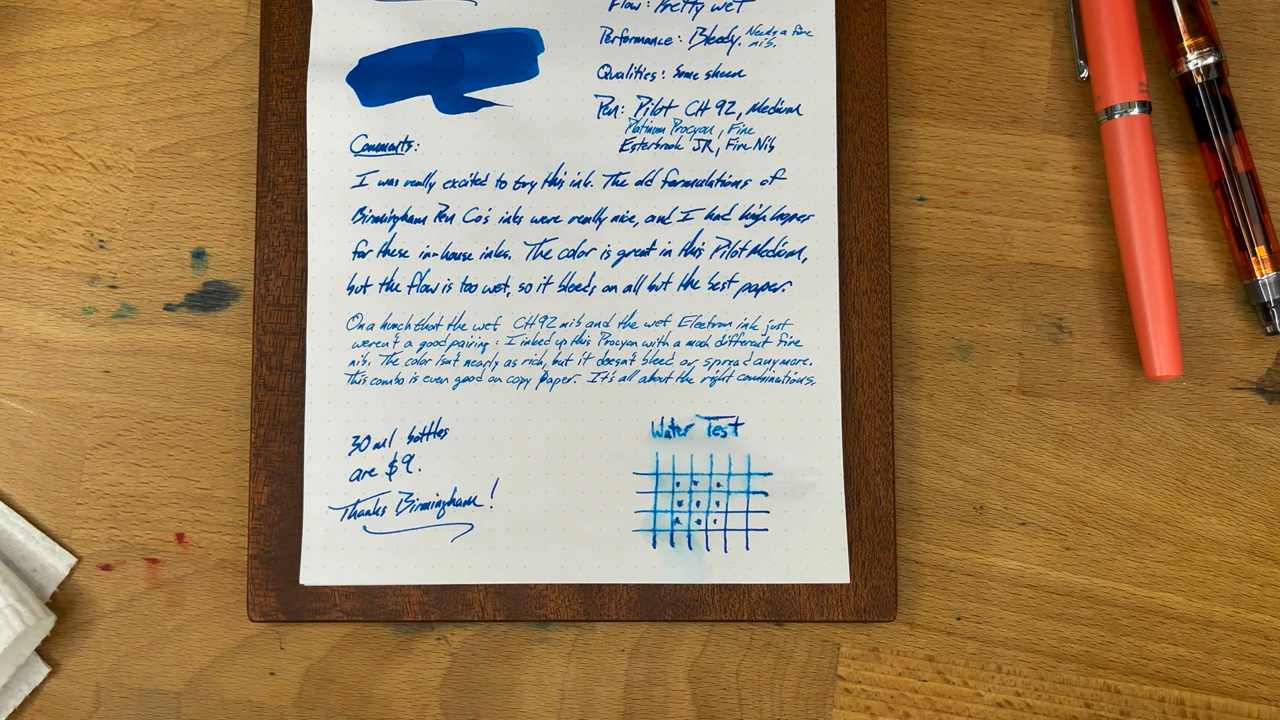 Flow: Pretty wet
Performance: Bleedy. Needs a fine
nib.
Qualities: Some sheen
Pen: Pilot CH 92, Medium
Platinum Procyon, Fine
Esterbrook JR, Fine Nib
Comments:
I was really excited to try this ink. The old formulations of
Birmingham Pen Co's inks were really nice, and I had high hopes
for these in-house inks. The color is great in this Pilot Medium,
but the flow is too wet, so it bleeds on all but the best paper.
On a hunch that the wet CH92 nib and the wet Electron ink just
weren't a good pairing: I inked up this Procyon with a much different fine
nib. The color isn't nearly as rich, but it doesn't bleed or spread anymore.
This combo is even good on copy paper. It's all about the right combinations.
30 ml bottles
are $9.
Thanks Birmingham!
Water Test